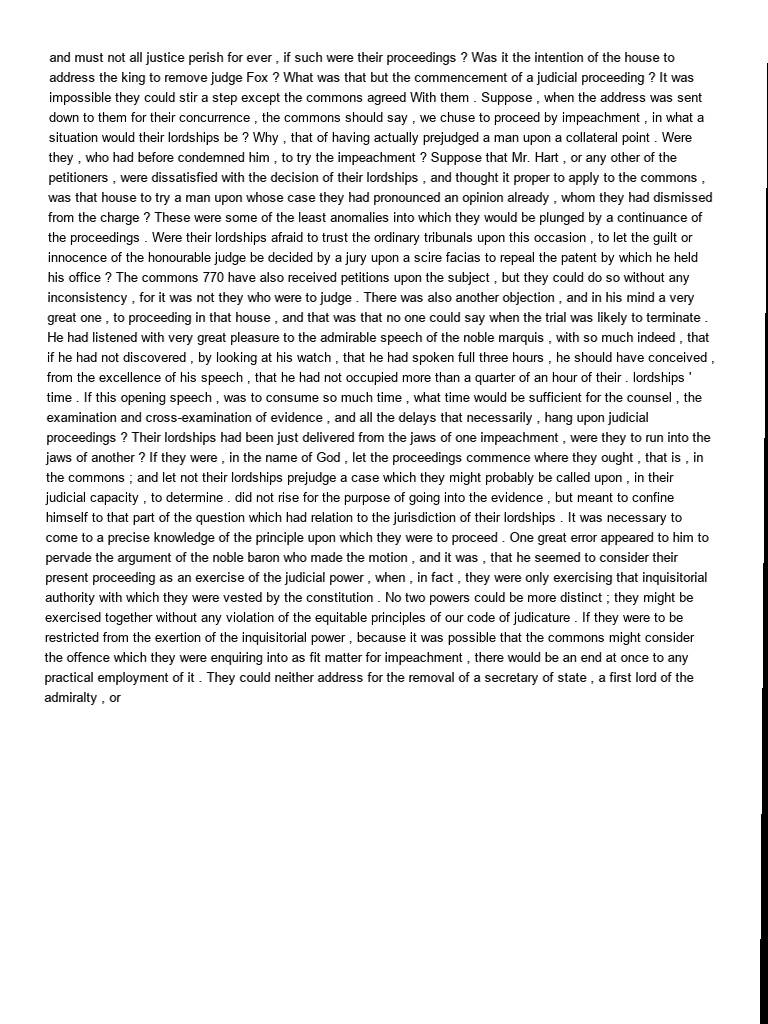 and must not all justice perish for ever , if such were their proceedings ? Was it the intention of the house to
address the king to remove judge Fox ? What was that but the commencement of a judicial proceeding ? It was
impossible they could stir a step except the commons agreed With them . Suppose , when the address was sent
down to them for their concurrence , the commons should say , we chuse to proceed by impeachment , in what a
situation would their lordships be ? Why , that of having actually prejudged a man upon a collateral point . Were
they , who had before condemned him , to try the impeachment ? Suppose that Mr. Hart , or any other of the
petitioners , were dissatisfied with the decision of their lordships , and thought it proper to apply to the commons ,
was that house to try a man upon whose case they had pronounced an opinion already , whom they had dismissed
from the charge ? These were some of the least anomalies into which they would be plunged by a continuance of
the proceedings . Were their lordships afraid to trust the ordinary tribunals upon this occasion , to let the guilt or
innocence of the honourable judge be decided by a jury upon a scire facias to repeal the patent by which he held
his office ? The commons 770 have also received petitions upon the subject , but they could do so without any
inconsistency , for it was not they who were to judge . There was also another objection , and in his mind a very
great one , to proceeding in that house , and that was that no one could say when the trial was likely to terminate .
He had listened with very great pleasure to the admirable speech of the noble marquis , with so much indeed , that
if he had not discovered , by looking at his watch , that he had spoken full three hours , he should have conceived ,
from the excellence of his speech , that he had not occupied more than a quarter of an hour of their . lordships '
time . If this opening speech , was to consume so much time , what time would be sufficient for the counsel , the
examination and cross-examination of evidence , and all the delays that necessarily , hang upon judicial
proceedings ? Their lordships had been just delivered from the jaws of one impeachment , were they to run into the
jaws of another ? If they were , in the name of God , let the proceedings commence where they ought , that is , in
the commons ; and let not their lordships prejudge a case which they might probably be called upon , in their
judicial capacity , to determine . did not rise for the purpose of going into the evidence , but meant to confine
himself to that part of the question which had relation to the jurisdiction of their lordships . It was necessary to
come to a precise knowledge of the principle upon which they were to proceed . One great error appeared to him to
pervade the argument of the noble baron who made the motion , and it was , that he seemed to consider their
present proceeding as an exercise of the judicial power , when , in fact , they were only exercising that inquisitorial
authority with which they were vested by the constitution . No two powers could be more distinct ; they might be
exercised together without any violation of the equitable principles of our code of judicature . If they were to be
restricted from the exertion of the inquisitorial power , because it was possible that the commons might consider
the offence which they were enquiring into as fit matter for impeachment , there would be an end at once to any
practical employment of it . They could neither address for the removal of a secretary of state , a first lord of the
admiralty , or